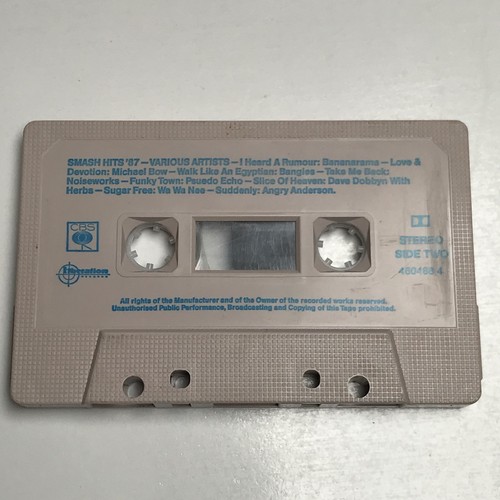 SMASH HITS '87 – VARIOUS ARTISTS – I Heard A Rumour: Bananarama – Love &
Devotion: Michael Bow – Walk Like An Egyptian: Bangles – Take Me Back:
Noiseworks – Funky Town: Pseudo Echo – Slice Of Heaven: Dave Dobbyn With
Herbs – Sugar Free: Wa Wa Nee – Suddenly: Angry Anderson.
CBS
Liberation
STEREO
SIDE TWO
All rights of the Manufacturer and of the Owner of the recorded works reserved.
Unauthorised Public Performance, Broadcasting and Copying of this Tape prohibited.